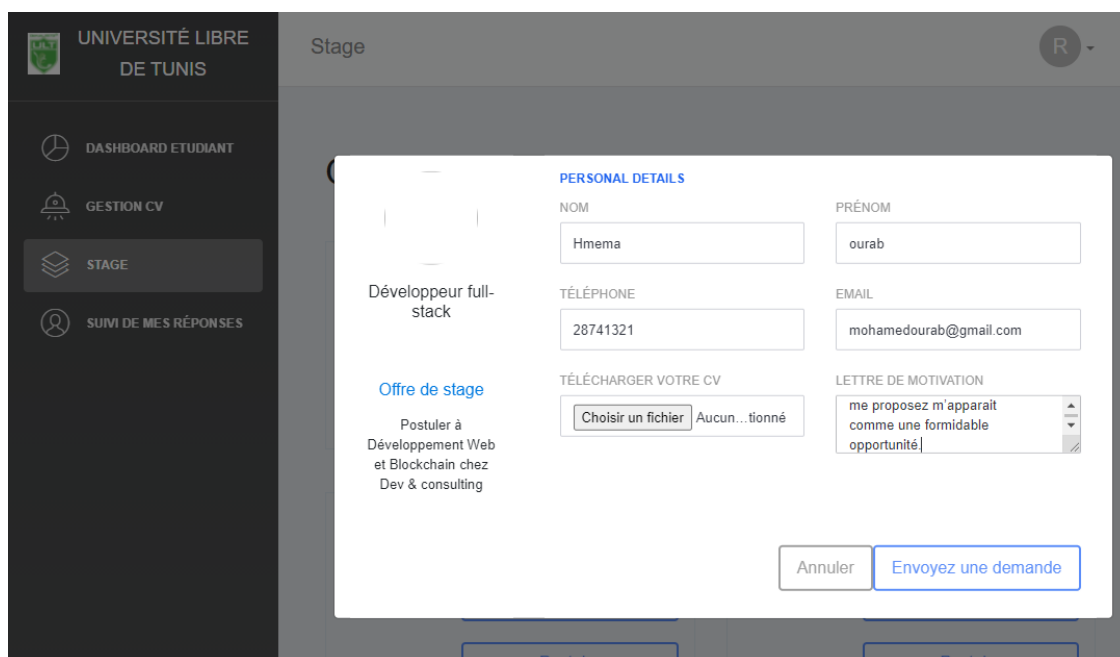 ULT
UNIVERSITÉ LIBRE
DE TUNIS
Stage
R
DASHBOARD ETUDIANT
GESTION CV
STAGE
SUIVI DE MES RÉPONSES
Développeur full-
stack
Offre de stage
Postuler à
Développement Web
et Blockchain chez
Dev & consulting
PERSONAL DETAILS
NOM
PRÉNOM
Hmema
ourab
TÉLÉPHONE
EMAIL
28741321
mohamedourab@gmail.com
TÉLÉCHARGER VOTRE CV
LETTRE DE MOTIVATION
Choisir un fichier Aucun…tionné
me proposez m'apparait
comme une formidable
opportunité.
Annuler
Envoyez une demande